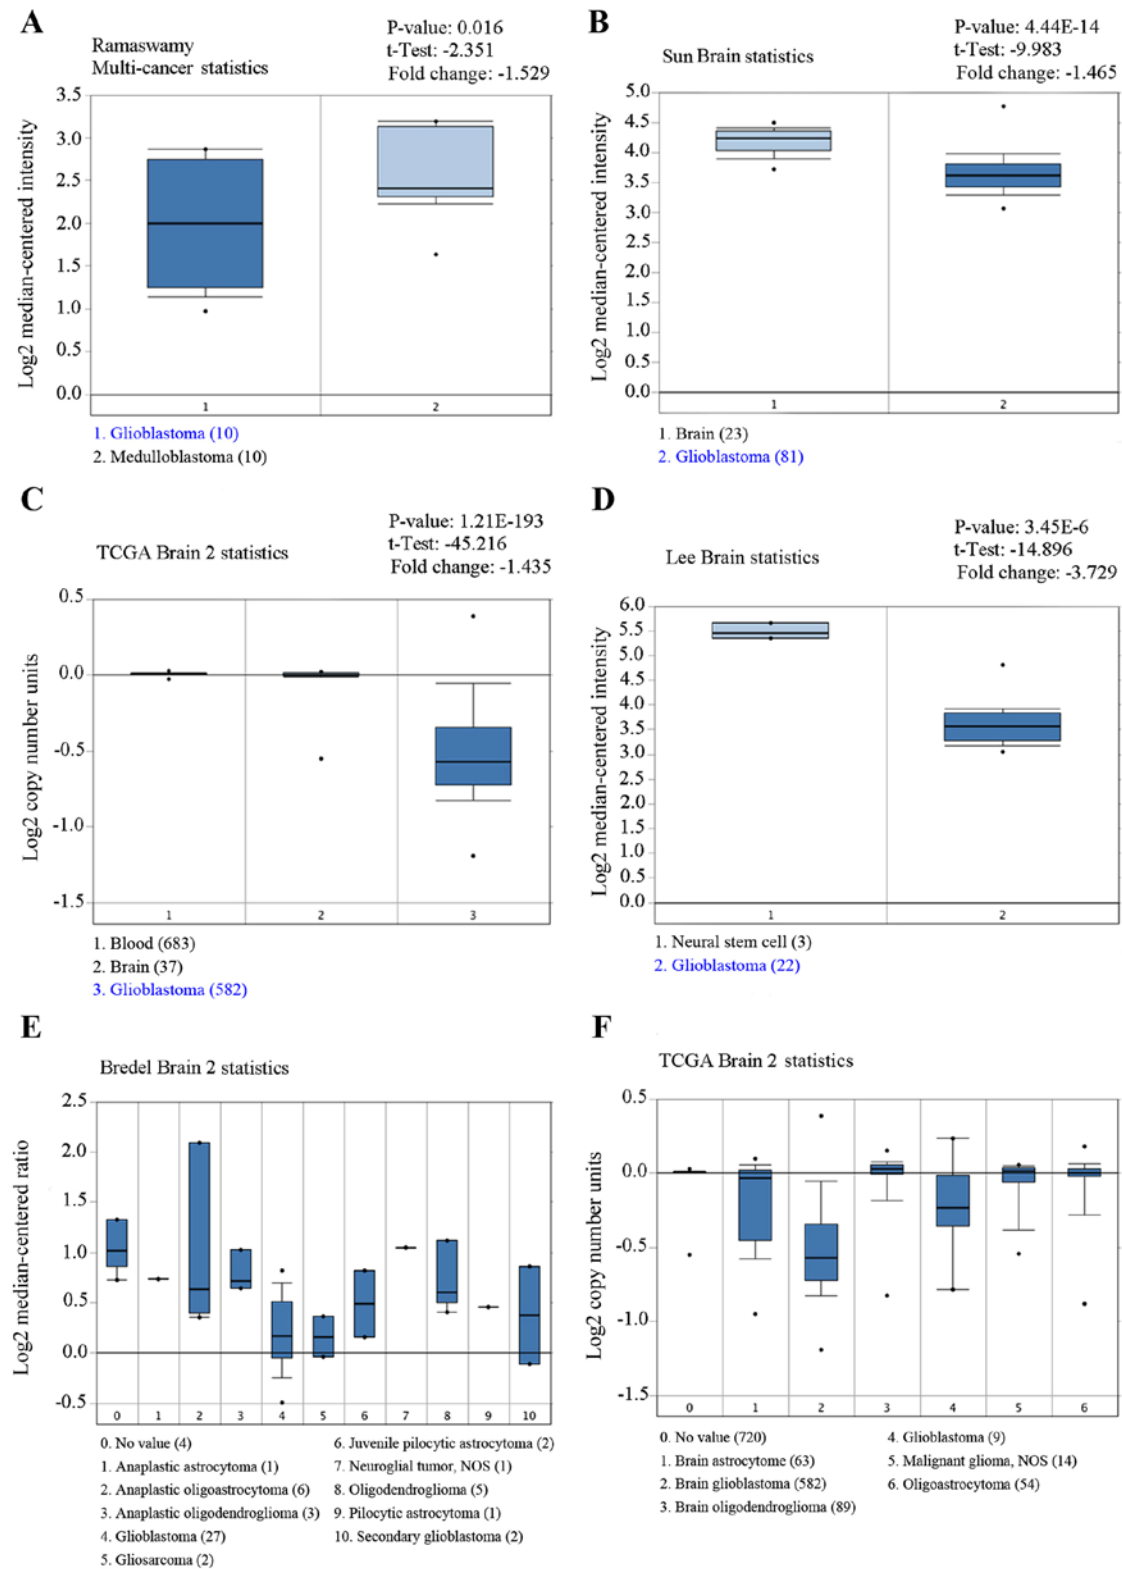 A
Ramaswamy
Multi-cancer statistics
P-value: 0.016
t-Test: -2.351
Fold change: -1.529
Log2 median-centered intensity
3.5
3.0
2.5
2.0
1.5
1.0
0.5
0.0
1 2
1. Glioblastoma (10)
2. Medulloblastoma (10)
B
Sun Brain statistics
P-value: 4.44E-14
t-Test: -9.983
Fold change: -1.465
Log2 median-centered intensity
5.0
4.5
4.0
3.5
3.0
2.5
2.0
1.5
1.0
0.5
0.0
1 2
1. Brain (23)
2. Glioblastoma (81)
C
TCGA Brain 2 statistics
P-value: 1.21E-193
t-Test: -45.216
Fold change: -1.435
Log2 copy number units
0.5
0.0
-0.5
-1.0
-1.5
1 2 3
1. Blood (683)
2. Brain (37)
3. Glioblastoma (582)
D
Lee Brain statistics
P-value: 3.45E-6
t-Test: -14.896
Fold change: -3.729
Log2 median-centered intensity
6.0
5.5
5.0
4.5
4.0
3.5
3.0
2.5
2.0
1.5
1.0
0.5
0.0
1 2
1. Neural stem cell (3)
2. Glioblastoma (22)
E
Bredel Brain 2 statistics
Log2 median-centered ratio
2.5
2.0
1.5
1.0
0.5
0.0
-0.5
0 1 2 3 4 5 6 7 8 9 10
0. No value (4)
1. Anaplastic astrocytoma (1)
2. Anaplastic oligoastrocytoma (6)
3. Anaplastic oligodendroglioma (3)
4. Glioblastoma (27)
5. Gliosarcoma (2)
6. Juvenile pilocytic astrocytoma (2)
7. Neuroglial tumor, NOS (1)
8. Oligodendroglioma (5)
9. Pilocytic astrocytoma (1)
10. Secondary glioblastoma (2)
F
TCGA Brain 2 statistics
Log2 copy number units
0.5
0.0
-0.5
-1.0
-1.5
0 1 2 3 4 5 6
0. No value (720)
1. Brain astrocytome (63)
2. Brain glioblastoma (582)
3. Brain oligodendroglioma (89)
4. Glioblastoma (9)
5. Malignant glioma, NOS (14)
6. Oligoastrocytoma (54)